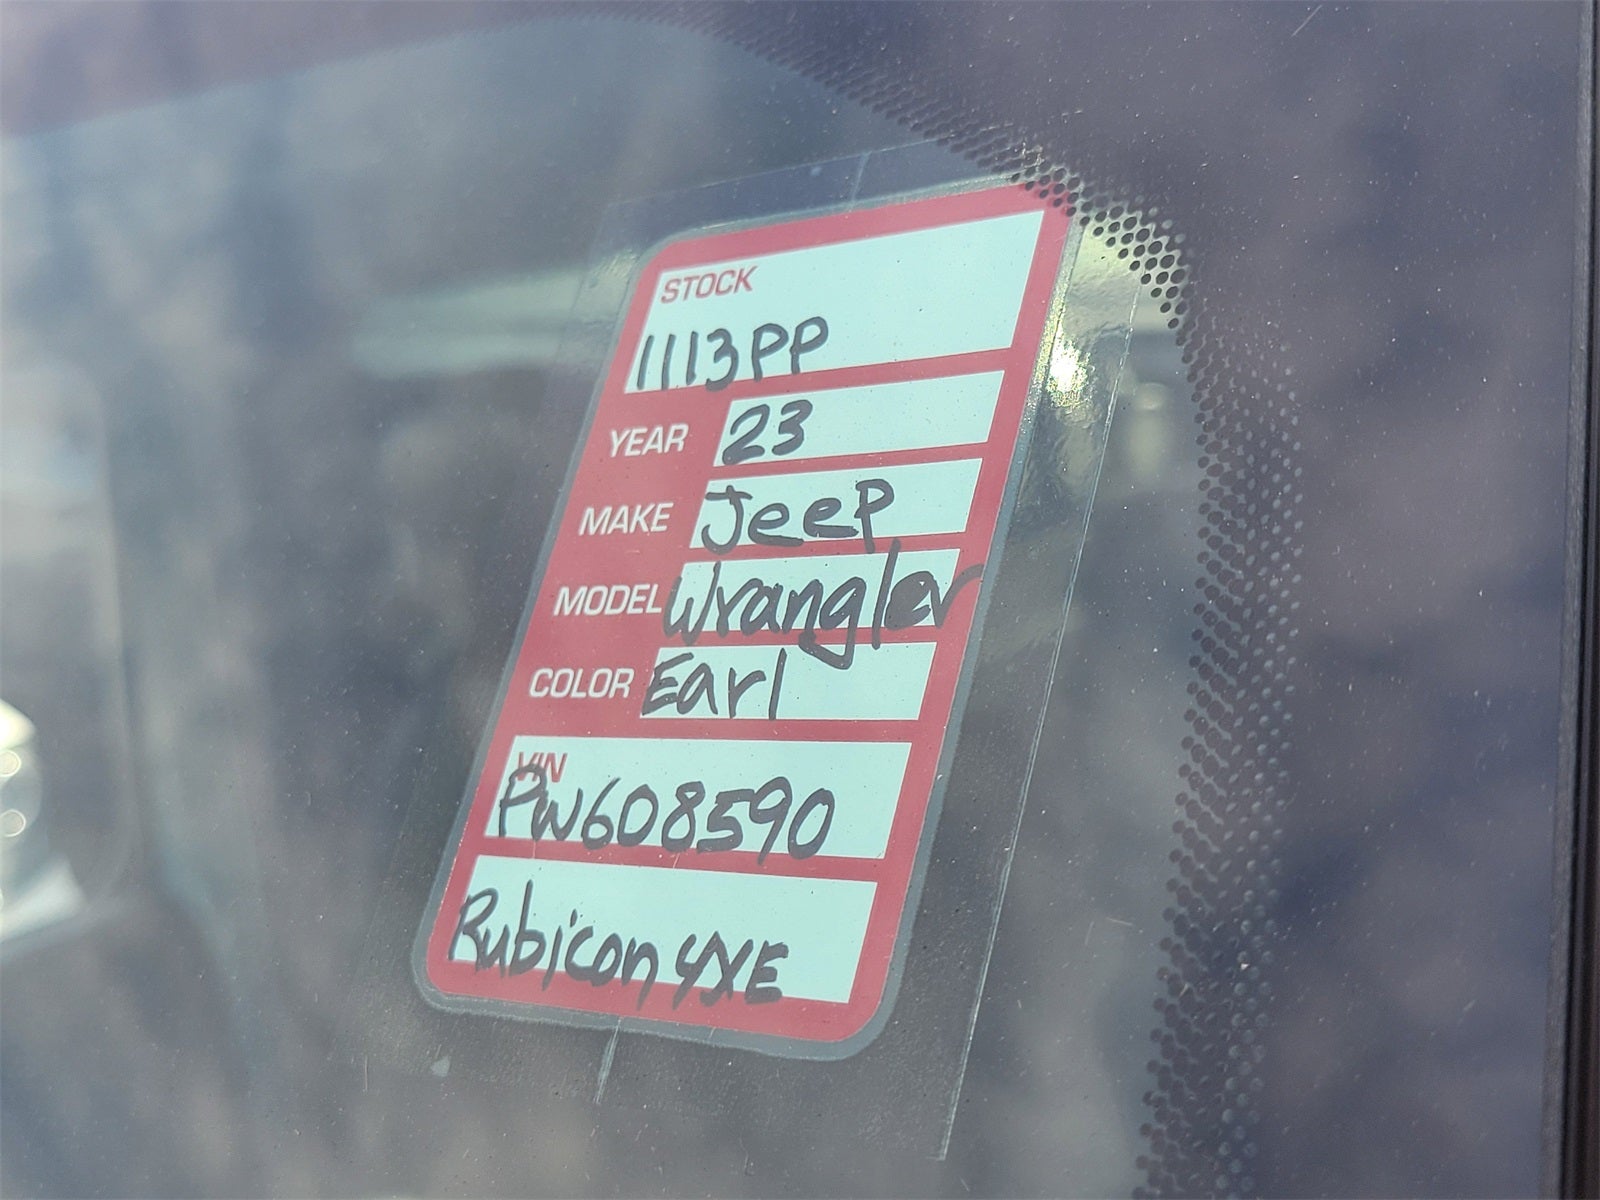 STOCK
1113PP
YEAR 23
MAKE Jeep
MODEL Wrangler
COLOR Earl
VIN
PW608590
Rubicon 4XE